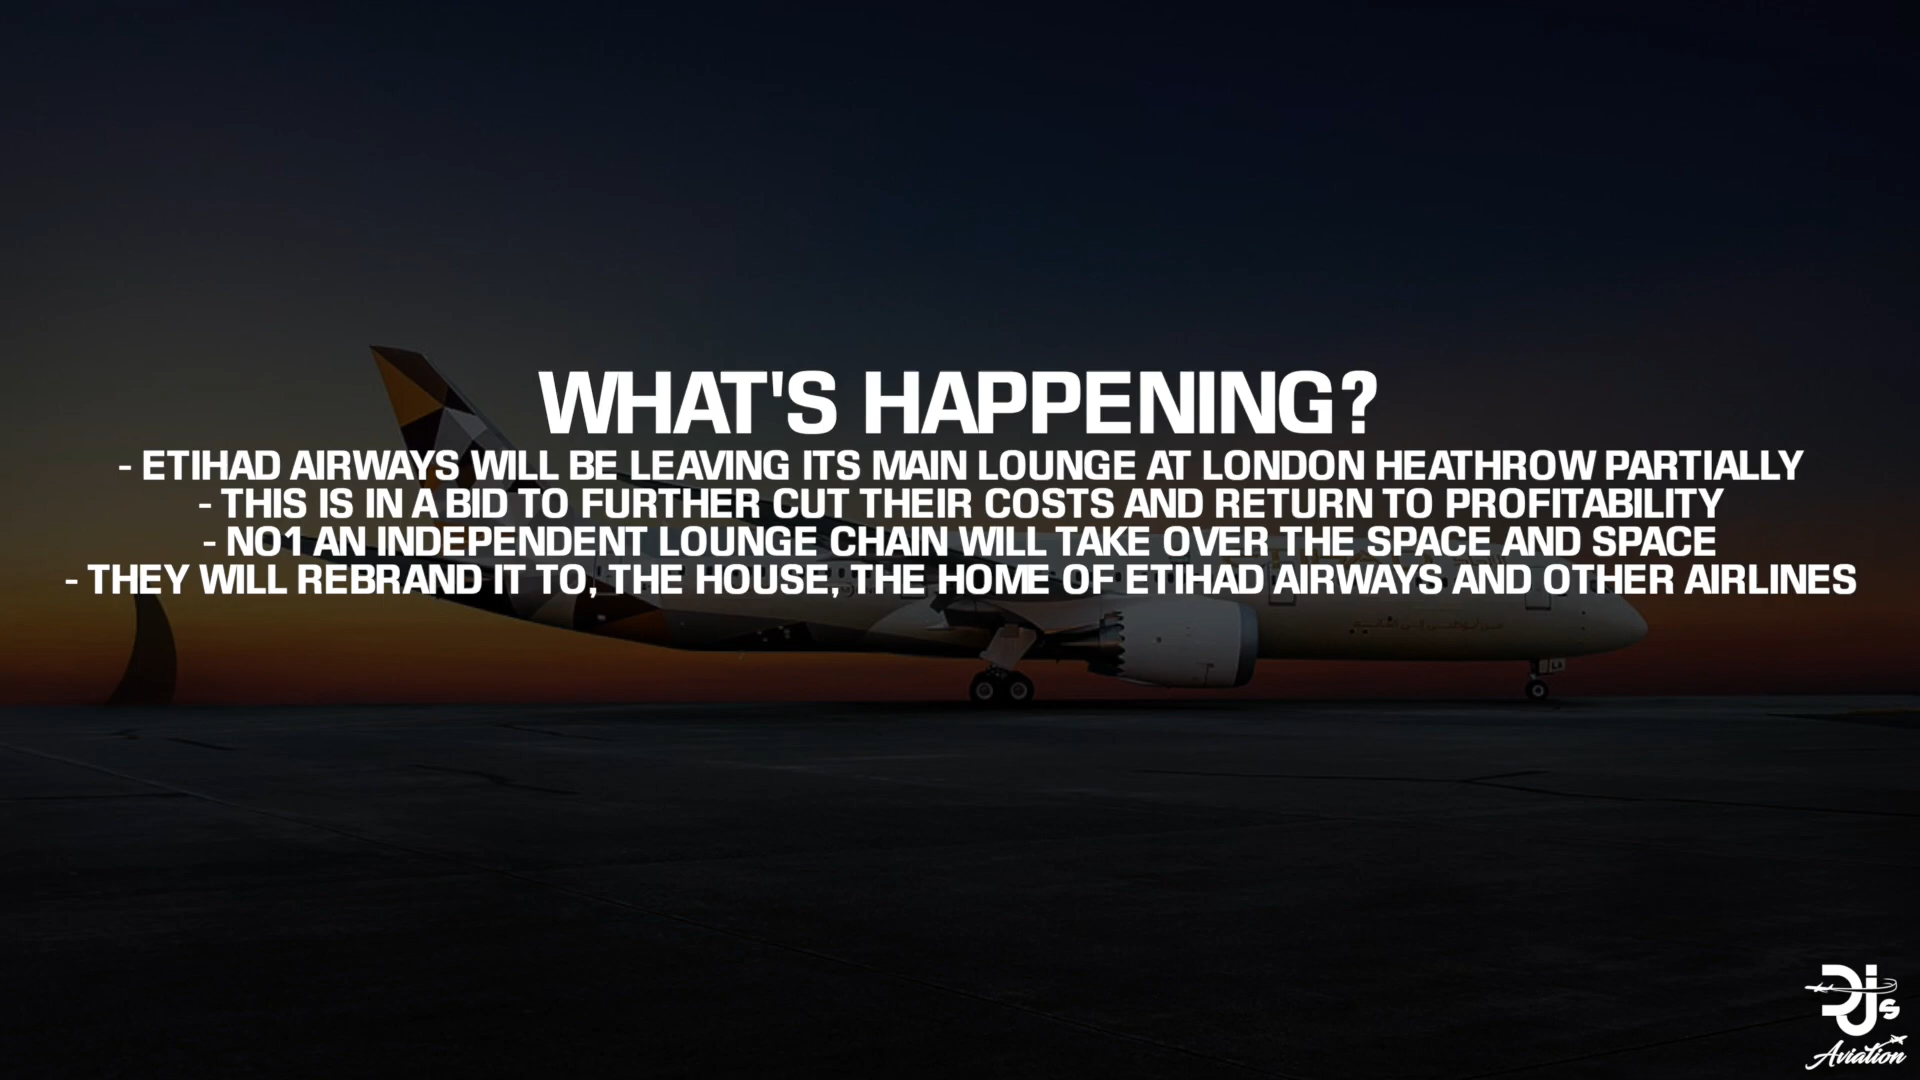 WHAT'S HAPPENING?
- ETIHAD AIRWAYS WILL BE LEAVING ITS MAIN LOUNGE AT LONDON HEATHROW PARTIALLY
- THIS IS IN A BID TO FURTHER CUT THEIR COSTS AND RETURN TO PROFITABILITY
- NO1 AN INDEPENDENT LOUNGE CHAIN WILL TAKE OVER THE SPACE AND SPACE
- THEY WILL REBRAND IT TO, THE HOUSE, THE HOME OF ETIHAD AIRWAYS AND OTHER AIRLINES
DJs
Aviation